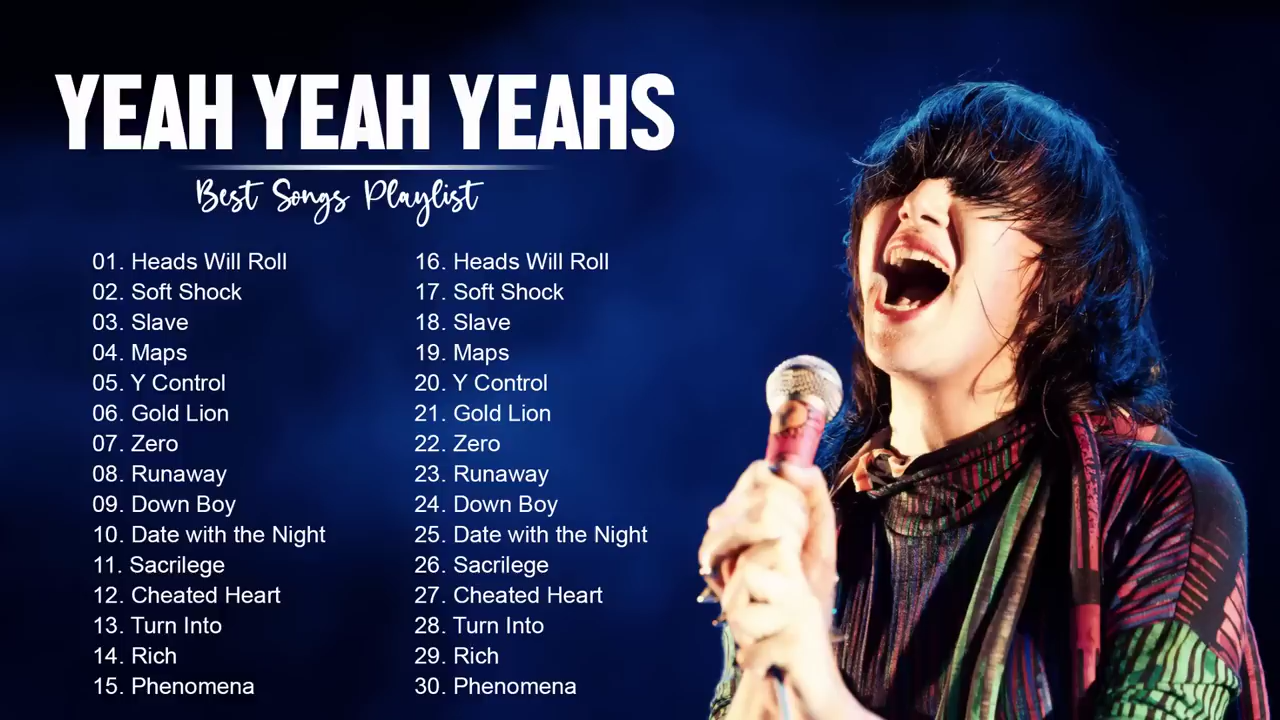 YEAH YEAH YEAHS
Best Songs Playlist
01. Heads Will Roll
02. Soft Shock
03. Slave
04. Maps
05. Y Control
06. Gold Lion
07. Zero
08. Runaway
09. Down Boy
10. Date with the Night
11. Sacrilege
12. Cheated Heart
13. Turn Into
14. Rich
15. Phenomena
16. Heads Will Roll
17. Soft Shock
18. Slave
19. Maps
20. Y Control
21. Gold Lion
22. Zero
23. Runaway
24. Down Boy
25. Date with the Night
26. Sacrilege
27. Cheated Heart
28. Turn Into
29. Rich
30. Phenomena